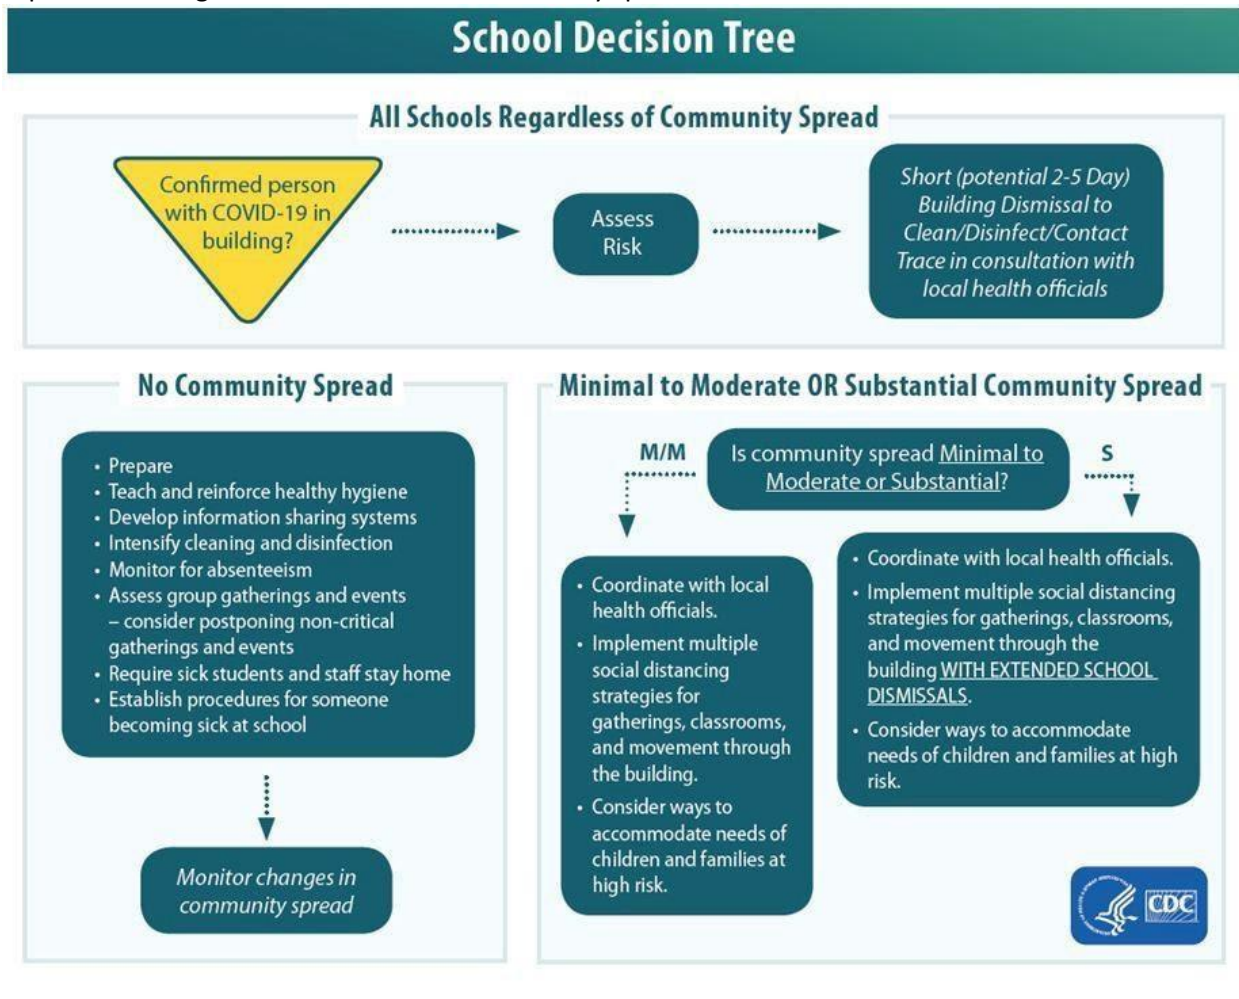 School Decision Tree
All Schools Regardless of Community Spread
Confirmed person
with COVID-19 in
building?
Assess
Risk
Short (potential 2-5 Day)
Building Dismissal to
Clean/Disinfect/Contact
Trace in consultation with
local health officials
No Community Spread
• Prepare
• Teach and reinforce healthy hygiene
• Develop information sharing systems
• Intensify cleaning and disinfection
• Monitor for absenteeism
• Assess group gatherings and events
– consider postponing non-critical
gatherings and events
• Require sick students and staff stay home
• Establish procedures for someone
becoming sick at school
Monitor changes in
community spread
Minimal to Moderate OR Substantial Community Spread
M/M
Is community spread Minimal to
Moderate or Substantial?
S
• Coordinate with local
health officials.
• Implement multiple
social distancing
strategies for
gatherings, classrooms,
and movement through
the building.
• Consider ways to
accommodate needs of
children and families at
high risk.
• Coordinate with local health officials.
• Implement multiple social distancing
strategies for gatherings, classrooms,
and movement through the
building WITH EXTENDED SCHOOL
DISMISSALS.
• Consider ways to accommodate
needs of children and families at high
risk.
CDC